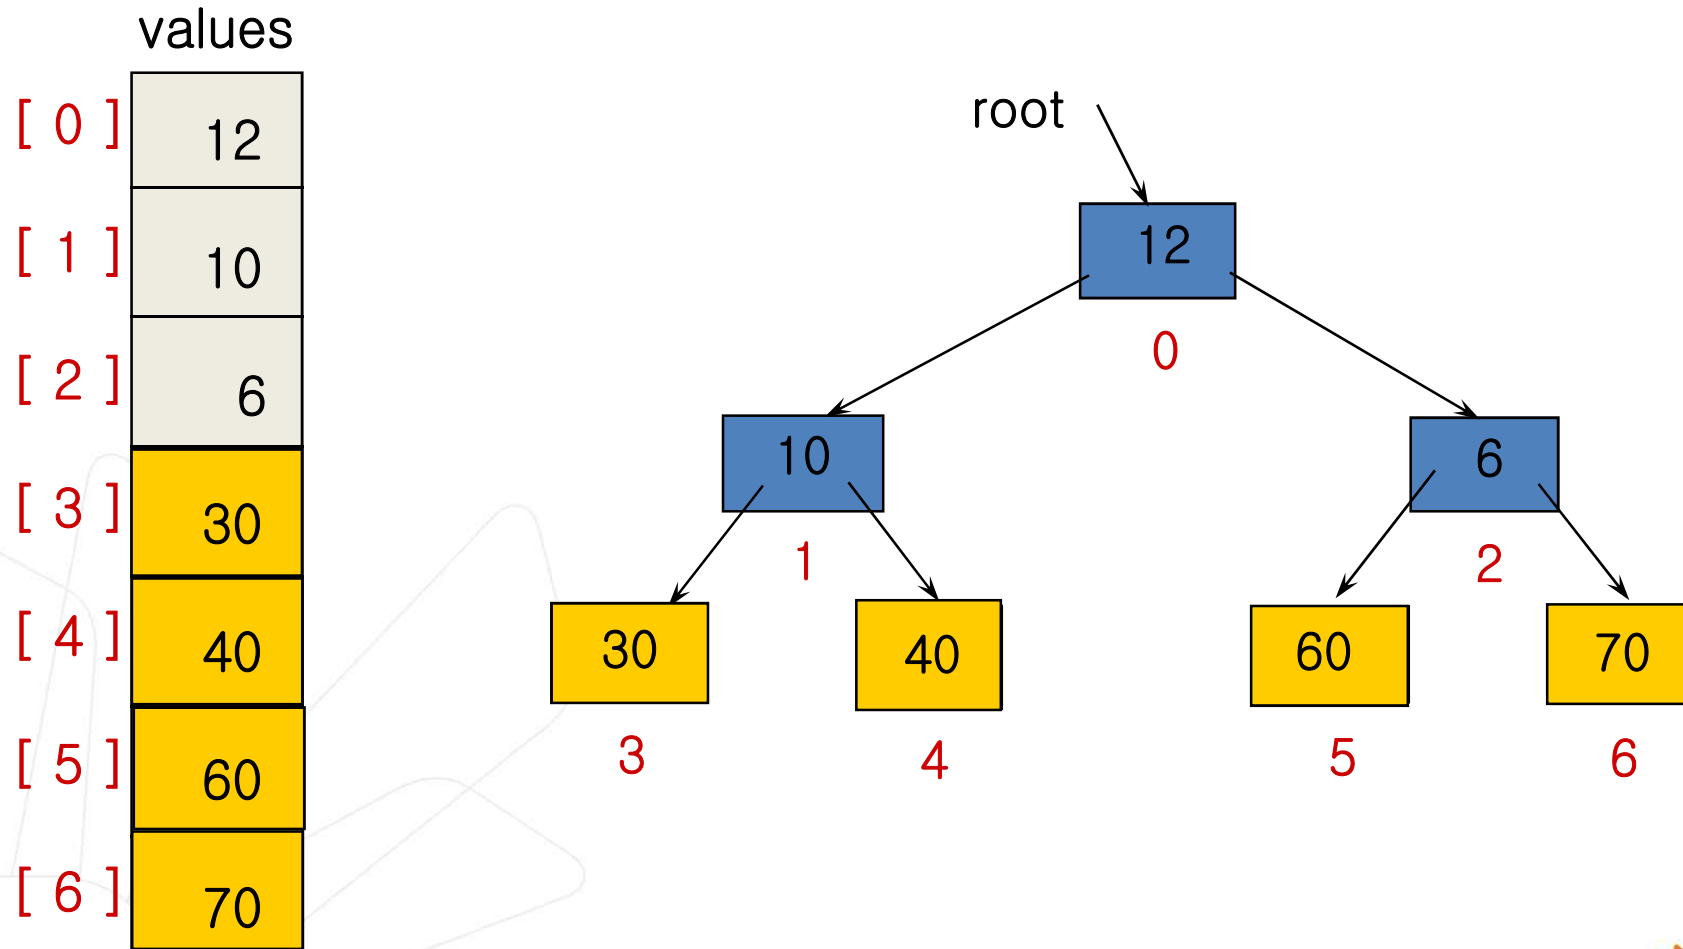 values
[ 0 ] 12
[ 1 ] 10
[ 2 ] 6
[ 3 ] 30
[ 4 ] 40
[ 5 ] 60
[ 6 ] 70
root
12
0
10 6
1 2
30 40 60 70
3 4 5 6